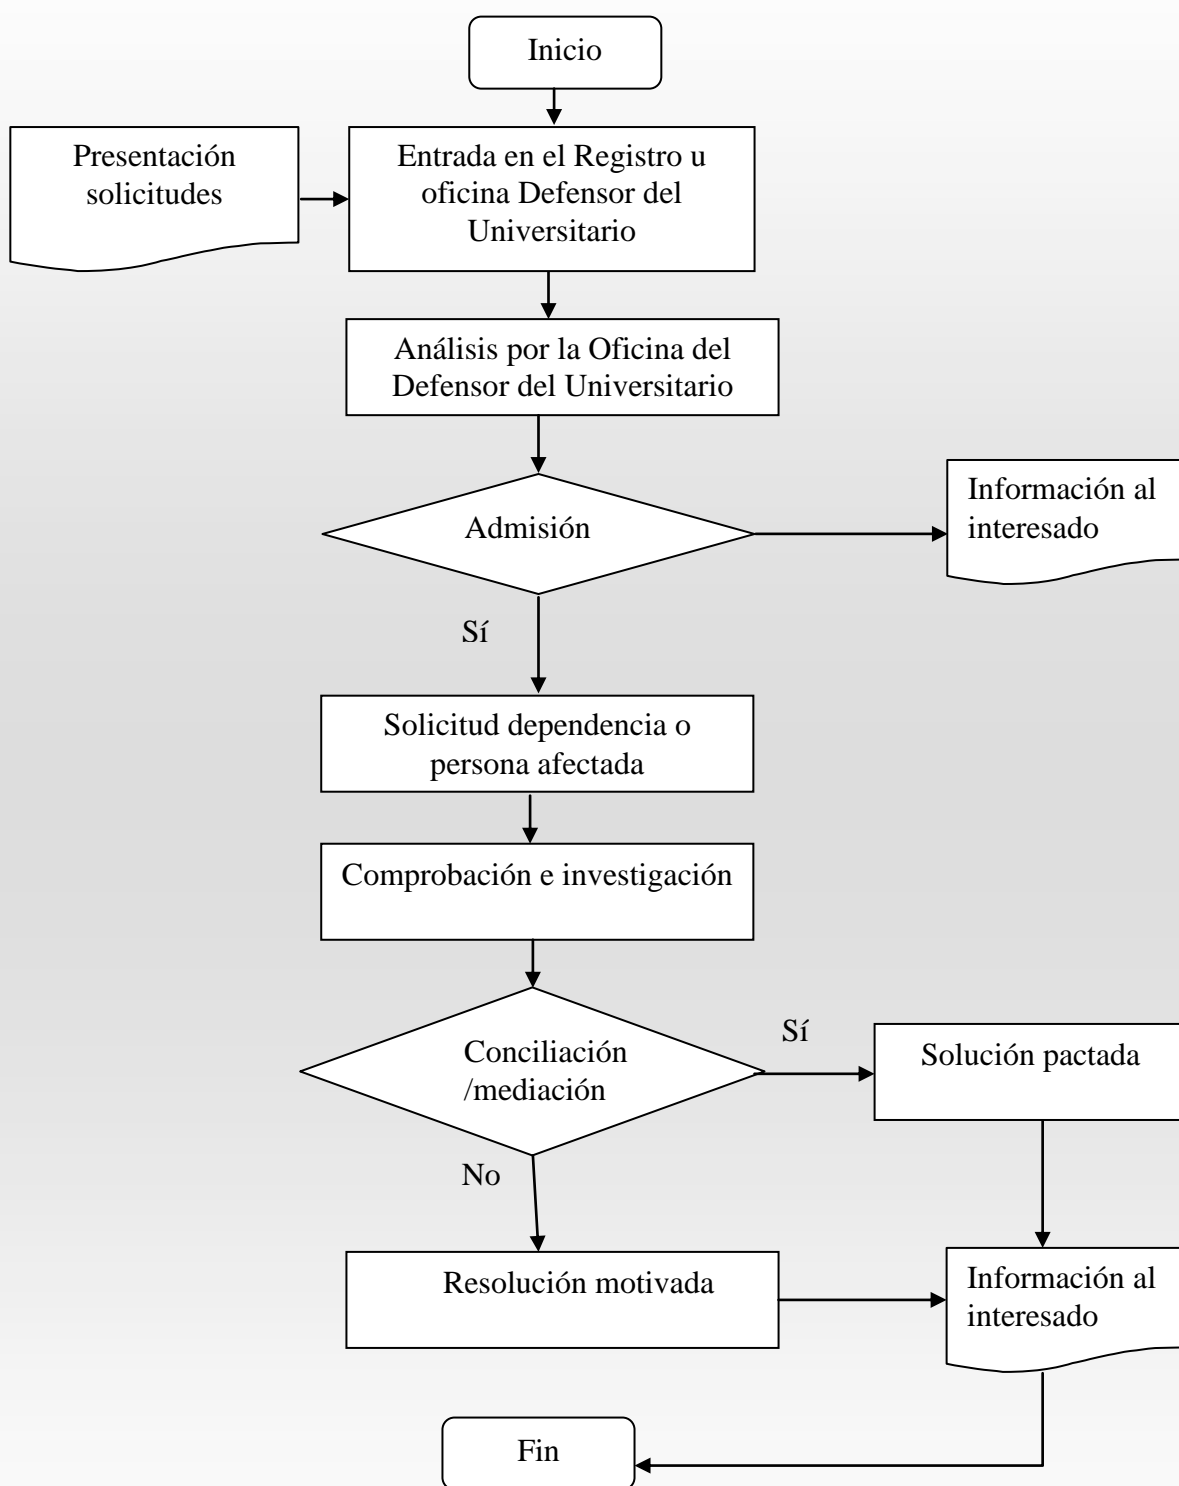 Inicio
Presentación
solicitudes
Entrada en el Registro u
oficina Defensor del
Universitario
Análisis por la Oficina del
Defensor del Universitario
Admisión
Información al
interesado
Sí
Solicitud dependencia o
persona afectada
Comprobación e investigación
Conciliación
/mediación
Sí
Solución pactada
No
Resolución motivada
Información al
interesado
Fin